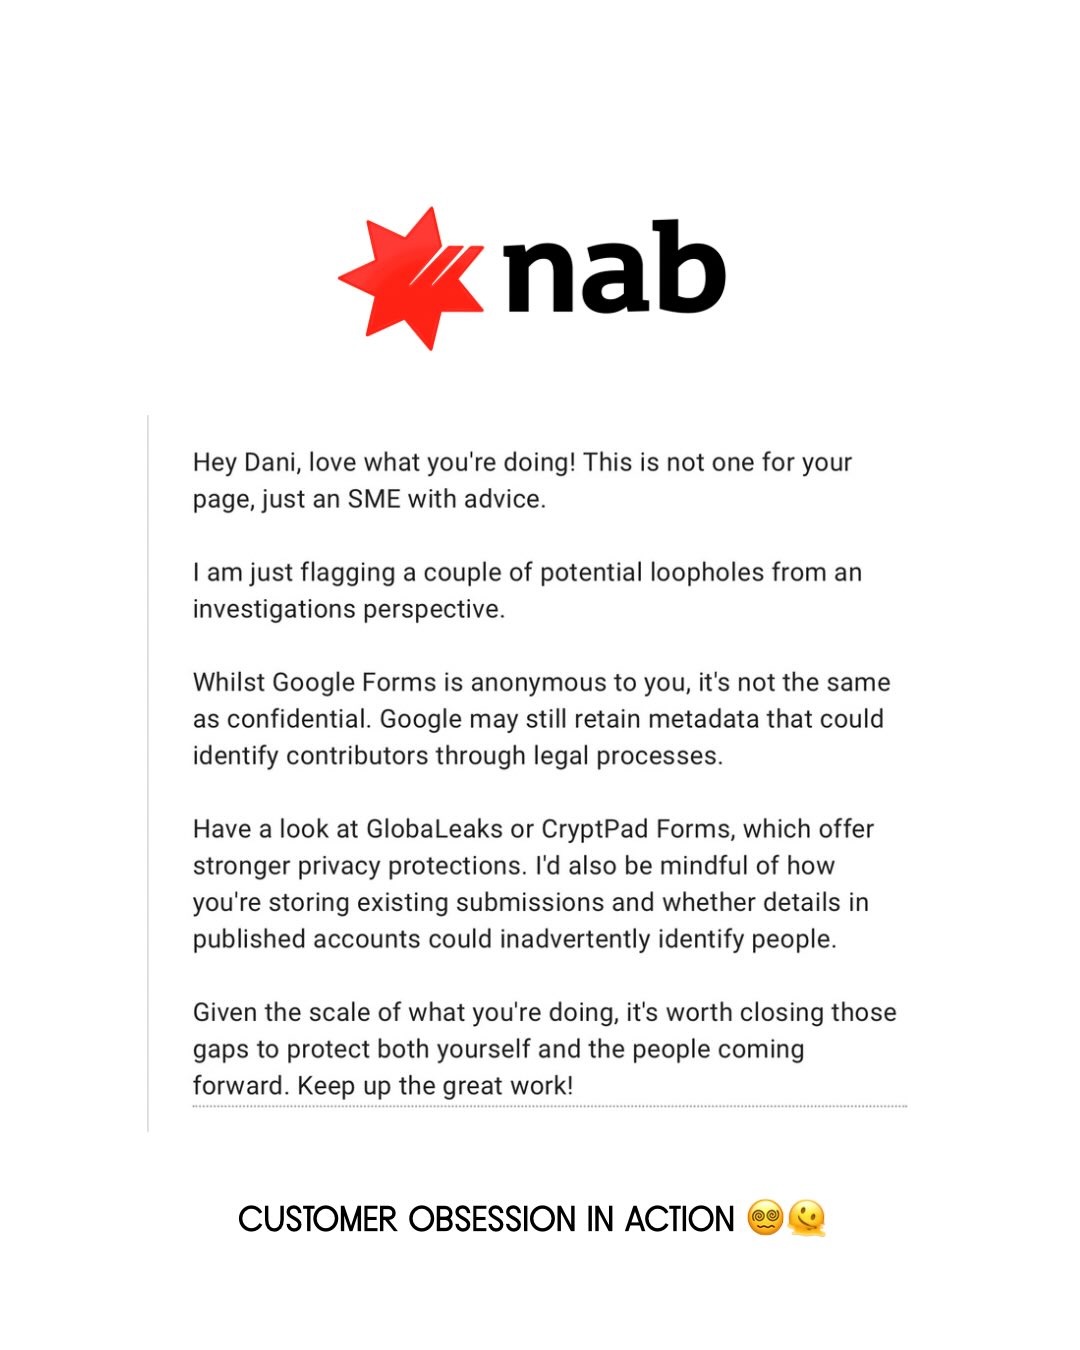 nab
Hey Dani, love what you're doing! This is not one for your
page, just an SME with advice.
I am just flagging a couple of potential loopholes from an
investigations perspective.
Whilst Google Forms is anonymous to you, it's not the same
as confidential. Google may still retain metadata that could
identify contributors through legal processes.
Have a look at GlobaLeaks or CryptPad Forms, which offer
stronger privacy protections. I'd also be mindful of how
you're storing existing submissions and whether details in
published accounts could inadvertently identify people.
Given the scale of what you're doing, it's worth closing those
gaps to protect both yourself and the people coming
forward. Keep up the great work!
CUSTOMER OBSESSION IN ACTION 😵‍💫🫠